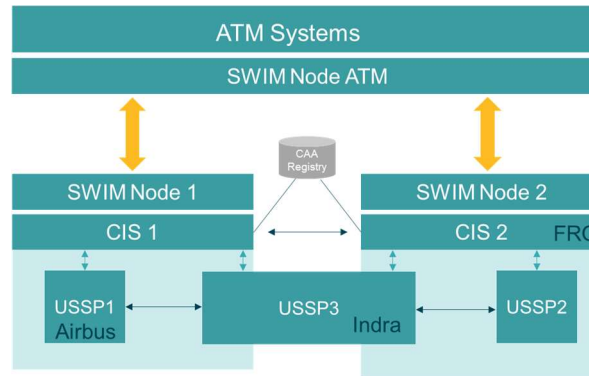 ATM Systems
SWIM Node ATM
CAA
Registry
SWIM Node 1
SWIM Node 2
CIS 1
CIS 2
USSP1
Airbus
USSP3
Indra
USSP2